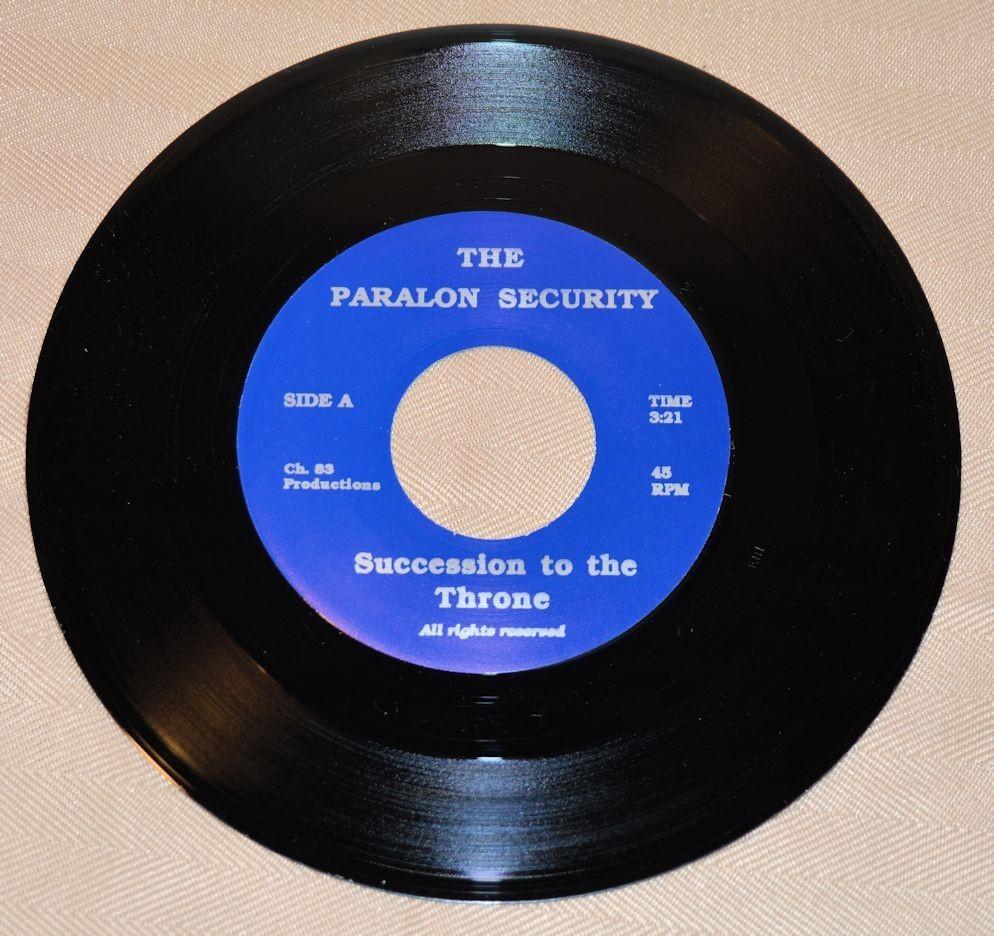 THE
PARALON SECURITY
SIDE A
TIME
3:21
Ch. 83
Productions
45
RPM
Succession to the
Throne
All rights reserved